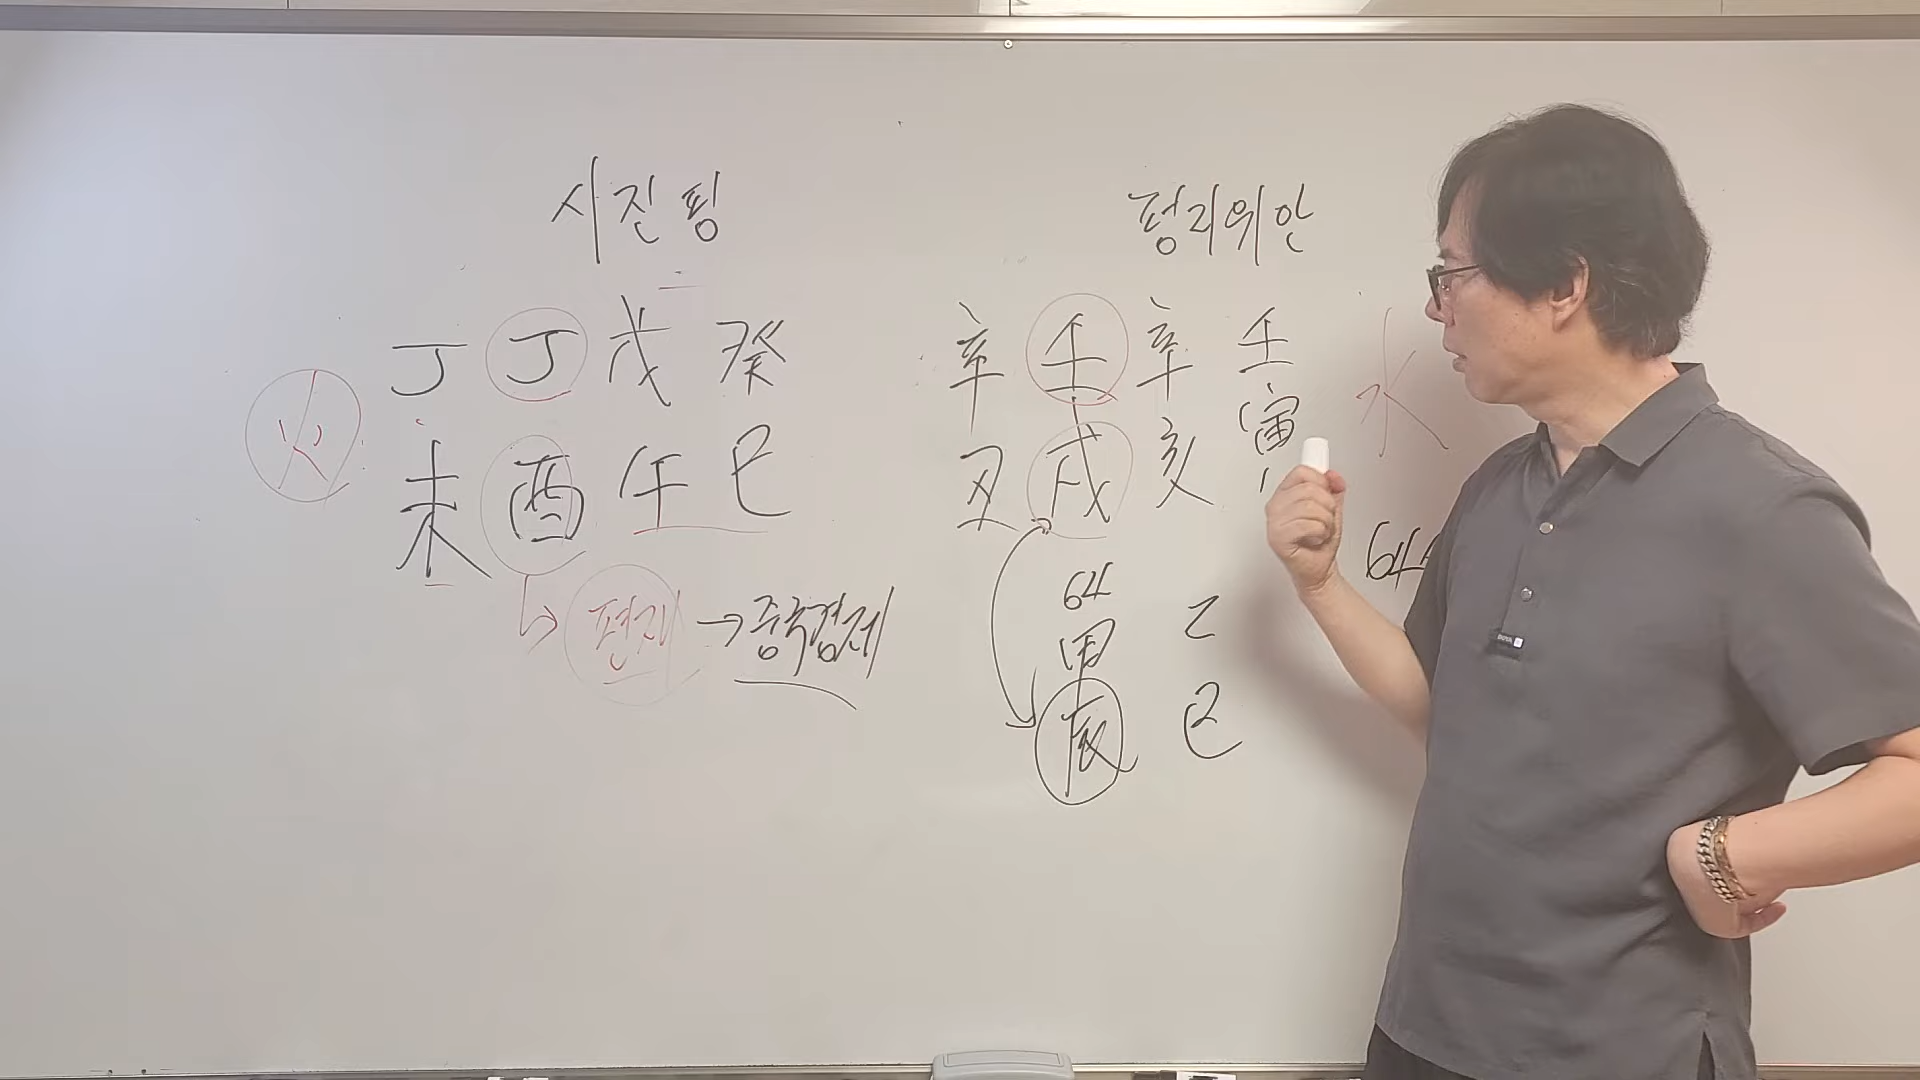 시진핑
丁 丁 戊 癸
火
未 酉 午 巳
편재 → 중국경제
펑리위안
辛 壬 辛 壬
丑 戌 亥 寅
水
64
甲 乙
辰 巳
64